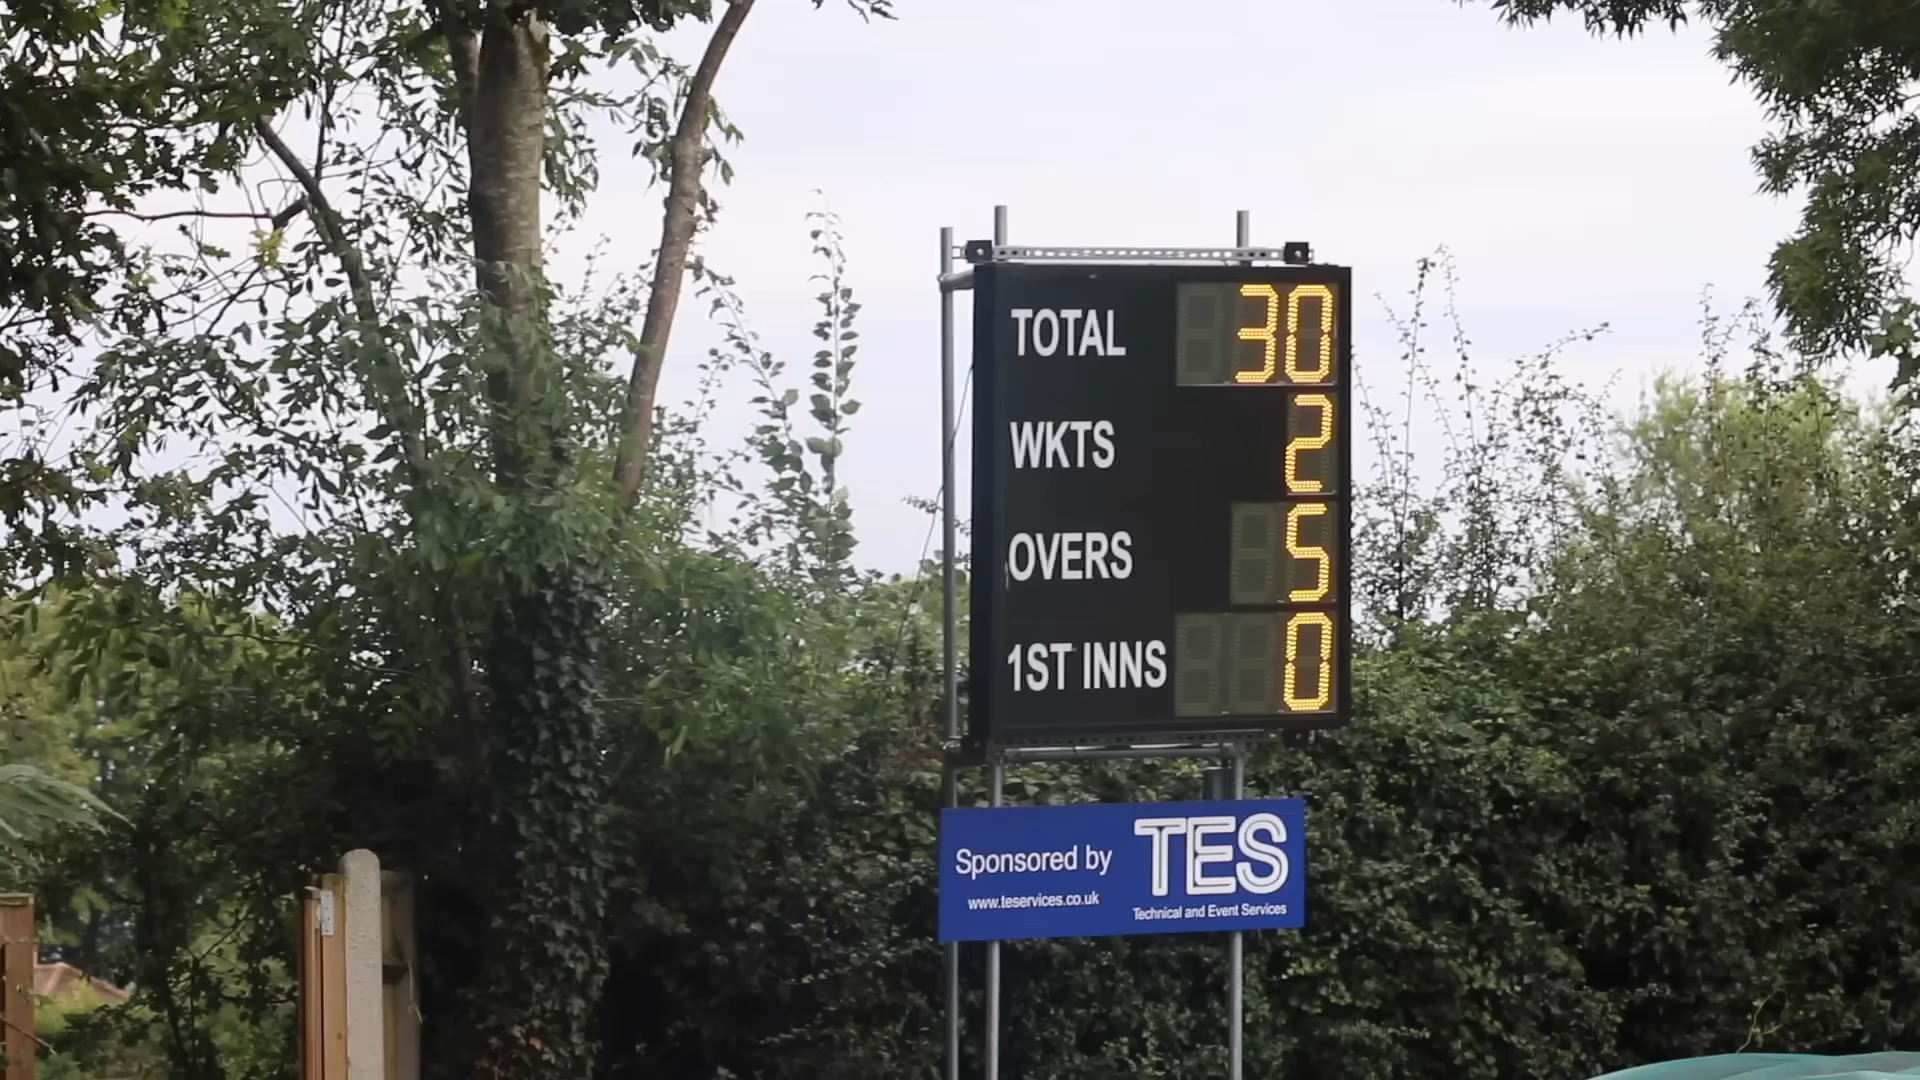 TOTAL 30
WKTS 2
OVERS 5
1ST INNS 0
Sponsored by TES
www.teservices.co.uk Technical and Event Services